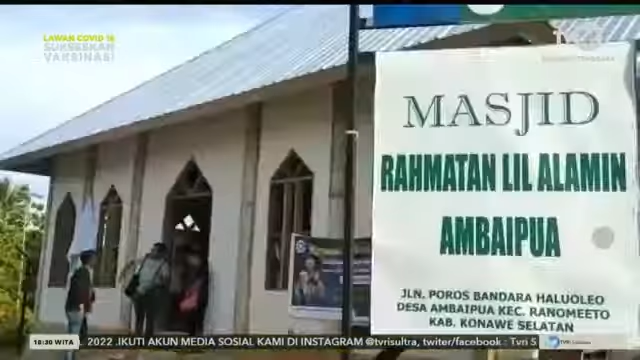 LAWAN COVID 19
SUKSESKAN
VAKSINASI
MASJID
RAHMATAN LIL ALAMIN
AMBAIPUA
JLN. POROS BANDARA HALUOLEO
DESA AMBAIPUA KEC. RANOMEETO
KAB. KONAWE SELATAN
18:20 WITA 2022 .IKUTI AKUN MEDIA SOSIAL KAMI DI INSTAGRAM @tvrisultra, twiter/facebook : Tvri S